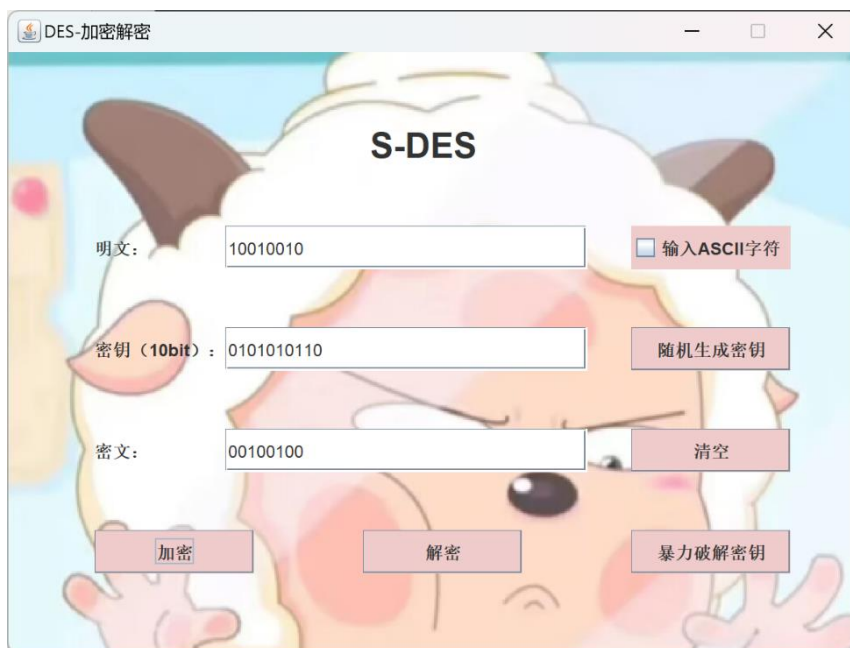 DES-加密解密
S-DES
明文： 10010010 输入ASCII字符
密钥（10bit）： 0101010110 随机生成密钥
密文： 00100100 清空
加密 解密 暴力破解密钥